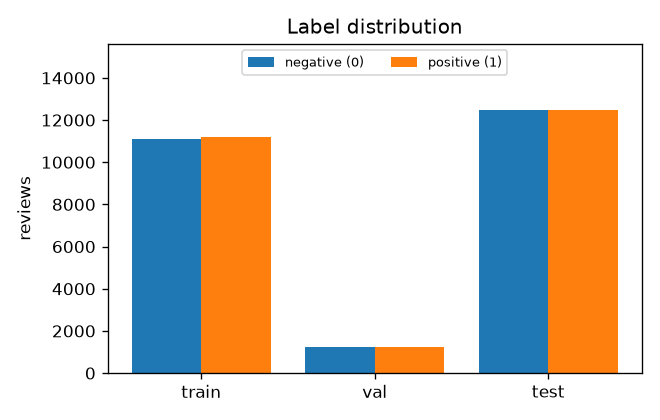 Label distribution
negative (0) positive (1)
14000
12000
10000
8000
6000
4000
2000
0
reviews
train val test